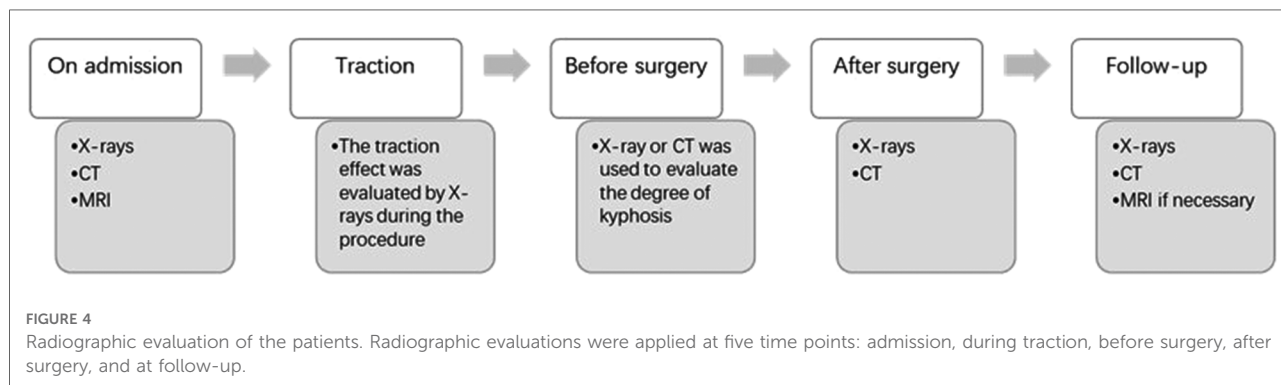 On admission
Traction
Before surgery
After surgery
Follow-up
•X-rays
•CT
•MRI
•The traction
effect was
evaluated by X-
rays during the
procedure
•X-ray or CT was
used to evaluate
the degree of
kyphosis
•X-rays
•CT
•X-rays
•CT
•MRI if necessary
FIGURE 4
Radiographic evaluation of the patients. Radiographic evaluations were applied at five time points: admission, during traction, before surgery, after
surgery, and at follow-up.